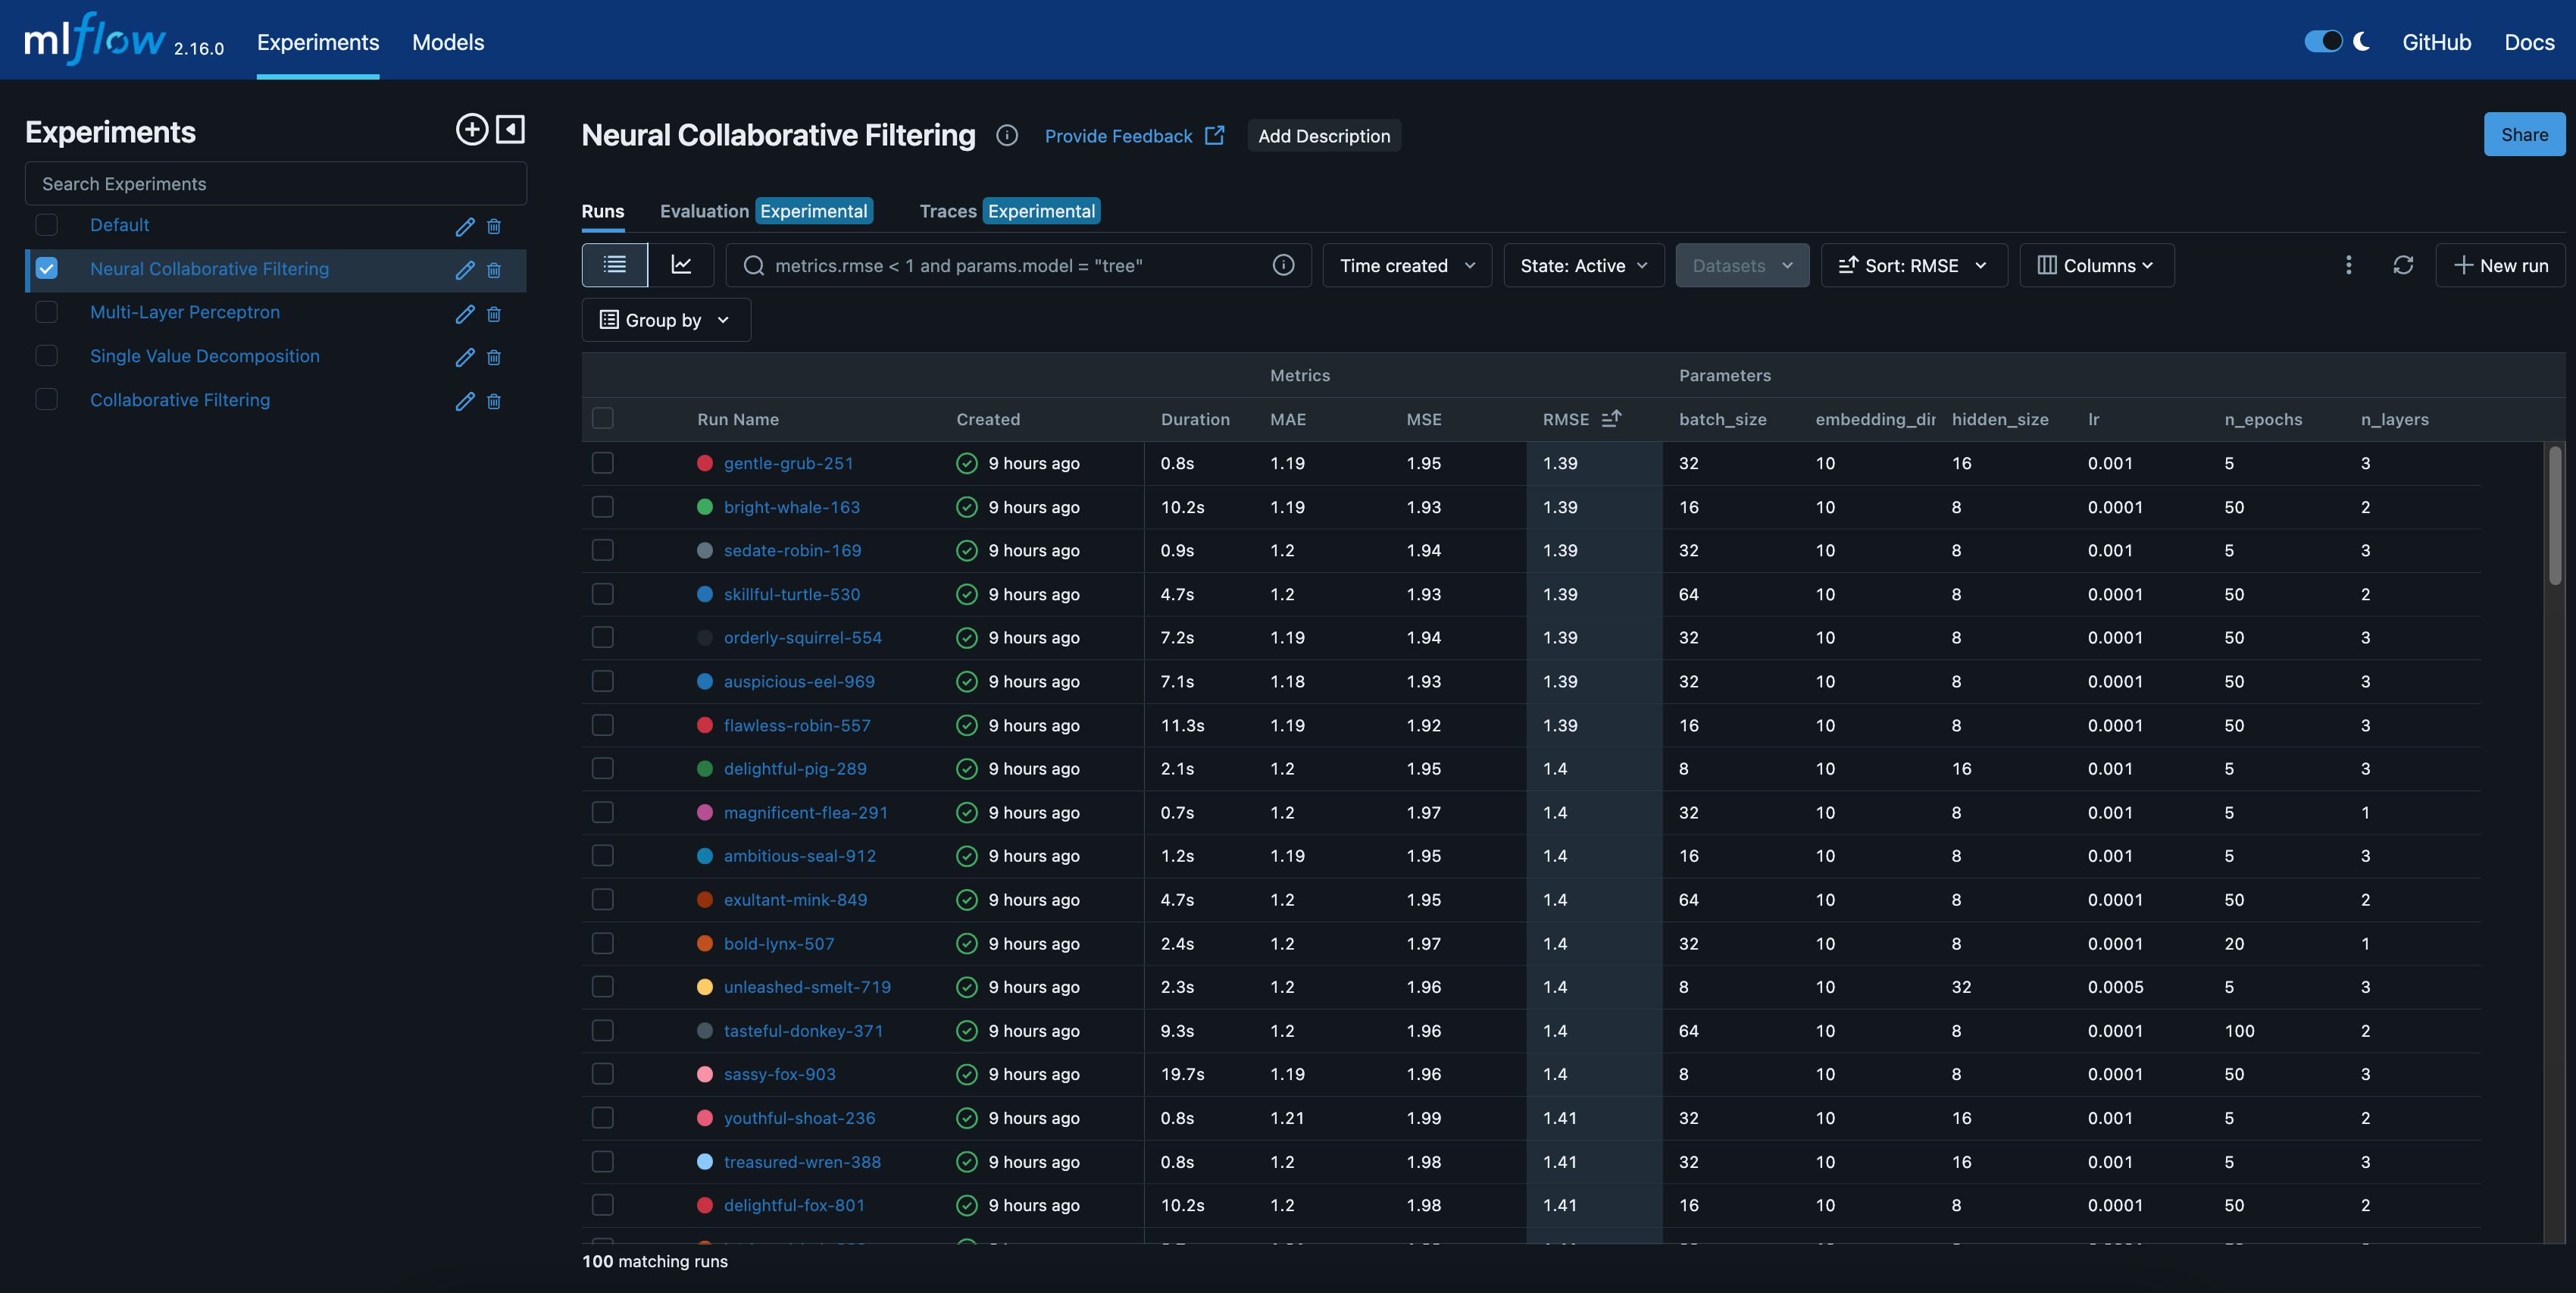 mlflow 2.16.0 Experiments Models GitHub Docs
Experiments
Search Experiments
Default
Neural Collaborative Filtering
Multi-Layer Perceptron
Single Value Decomposition
Collaborative Filtering
Neural Collaborative Filtering Provide Feedback Add Description Share
Runs Evaluation Experimental Traces Experimental
metrics.rmse < 1 and params.model = "tree" Time created State: Active Datasets Sort: RMSE Columns New run
Group by
Metrics Parameters
Run Name Created Duration MAE MSE RMSE batch_size embedding_dir hidden_size lr n_epochs n_layers
gentle-grub-251 9 hours ago 0.8s 1.19 1.95 1.39 32 10 16 0.001 5 3
bright-whale-163 9 hours ago 10.2s 1.19 1.93 1.39 16 10 8 0.0001 50 2
sedate-robin-169 9 hours ago 0.9s 1.2 1.94 1.39 32 10 8 0.001 5 3
skillful-turtle-530 9 hours ago 4.7s 1.2 1.93 1.39 64 10 8 0.0001 50 2
orderly-squirrel-554 9 hours ago 7.2s 1.19 1.94 1.39 32 10 8 0.0001 50 3
auspicious-eel-969 9 hours ago 7.1s 1.18 1.93 1.39 32 10 8 0.0001 50 3
flawless-robin-557 9 hours ago 11.3s 1.19 1.92 1.39 16 10 8 0.0001 50 3
delightful-pig-289 9 hours ago 2.1s 1.2 1.95 1.4 8 10 16 0.001 5 3
magnificent-flea-291 9 hours ago 0.7s 1.2 1.97 1.4 32 10 8 0.001 5 1
ambitious-seal-912 9 hours ago 1.2s 1.19 1.95 1.4 16 10 8 0.001 5 3
exultant-mink-849 9 hours ago 4.7s 1.2 1.95 1.4 64 10 8 0.0001 50 2
bold-lynx-507 9 hours ago 2.4s 1.2 1.97 1.4 32 10 8 0.0001 20 1
unleashed-smelt-719 9 hours ago 2.3s 1.2 1.96 1.4 8 10 32 0.0005 5 3
tasteful-donkey-371 9 hours ago 9.3s 1.2 1.96 1.4 64 10 8 0.0001 100 2
sassy-fox-903 9 hours ago 19.7s 1.19 1.96 1.4 8 10 8 0.0001 50 3
youthful-shoat-236 9 hours ago 0.8s 1.21 1.99 1.41 32 10 16 0.001 5 2
treasured-wren-388 9 hours ago 0.8s 1.2 1.98 1.41 32 10 16 0.001 5 3
delightful-fox-801 9 hours ago 10.2s 1.2 1.98 1.41 16 10 8 0.0001 50 2
100 matching runs